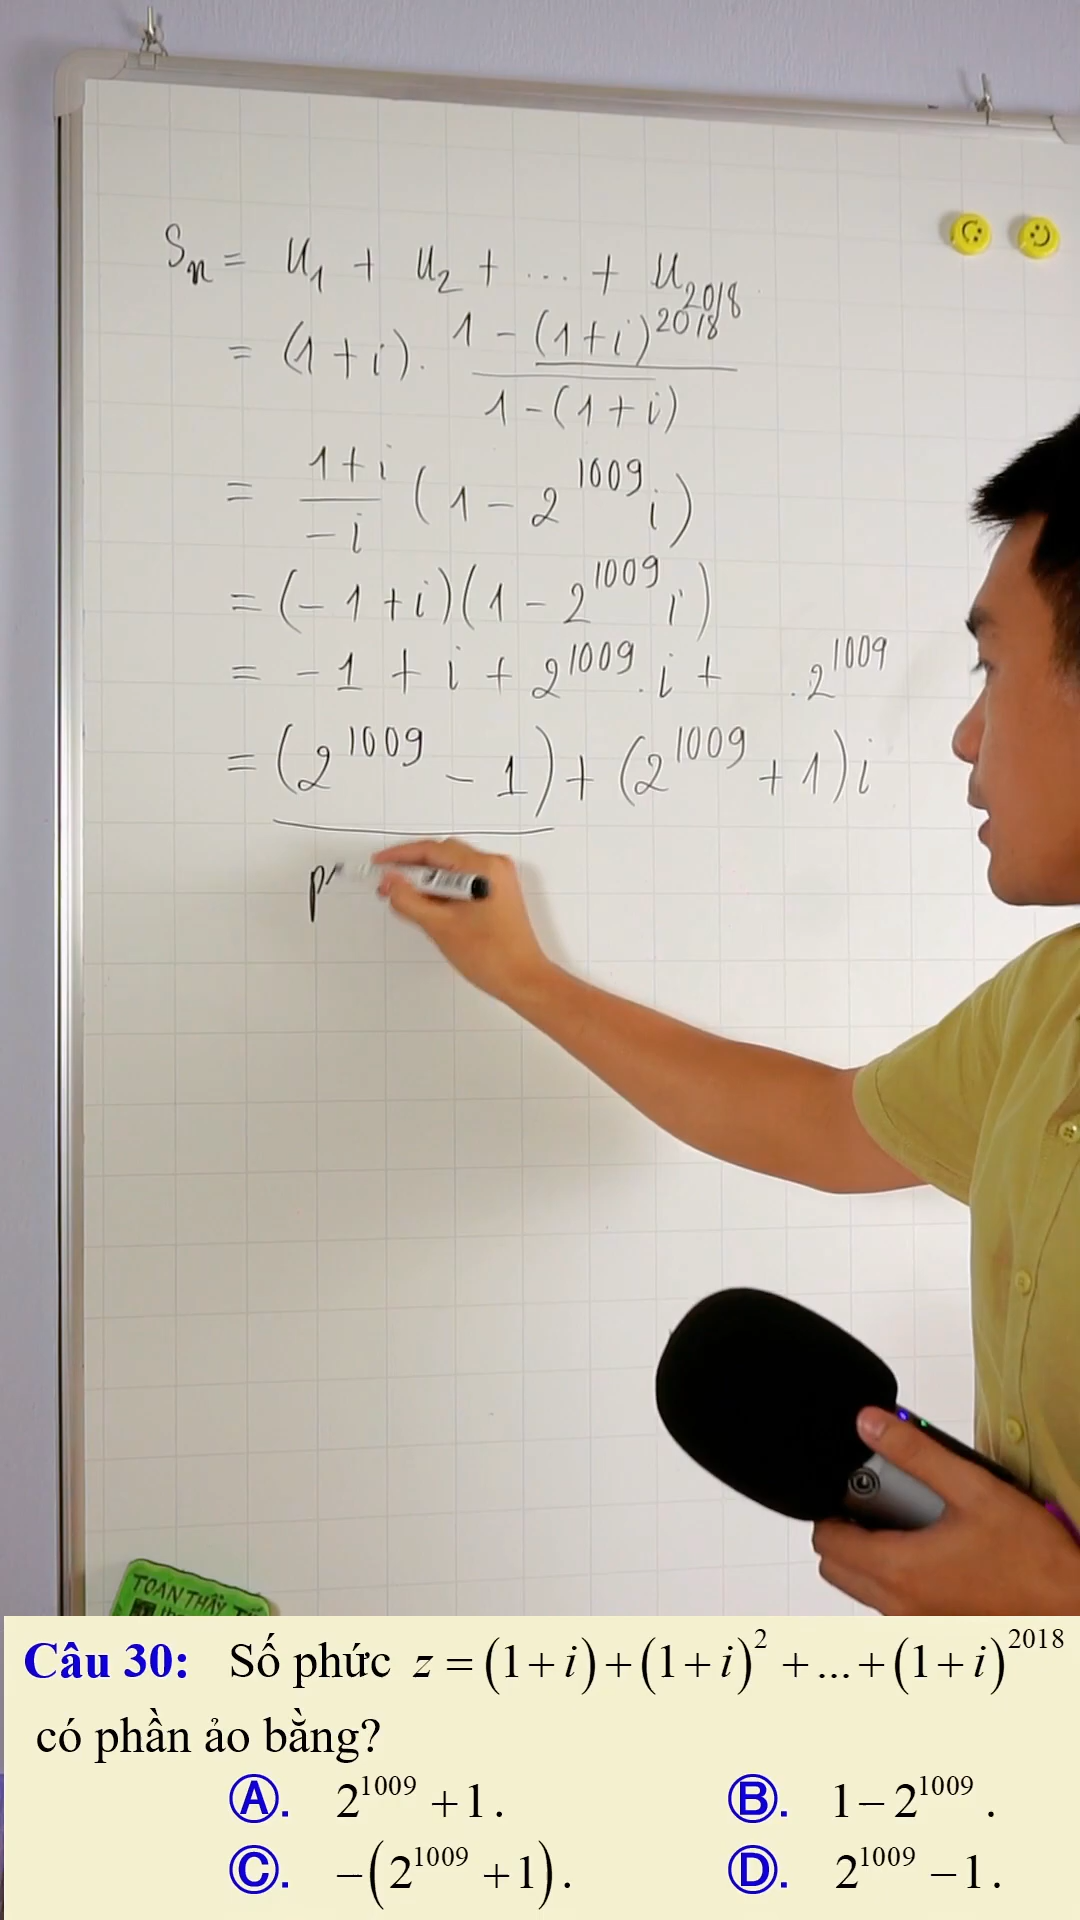 Sn = u1 + u2 + ... + u2018
= (1+i). (1-(1+i)^2018)/(1-(1+i))
= (1+i)/(-i) (1-2^1009 i)
= (-1+i)(1-2^1009 i)
= -1 + i + 2^1009.i + .2^1009
= (2^1009 - 1) + (2^1009 + 1)i
TOAN THẦY
Câu 30: Số phức z = (1+i)+(1+i)^2+...+(1+i)^2018
có phần ảo bằng?
Ⓐ. 2^1009 +1. Ⓑ. 1−2^1009 .
Ⓒ. −(2^1009 +1). Ⓓ. 2^1009 −1.